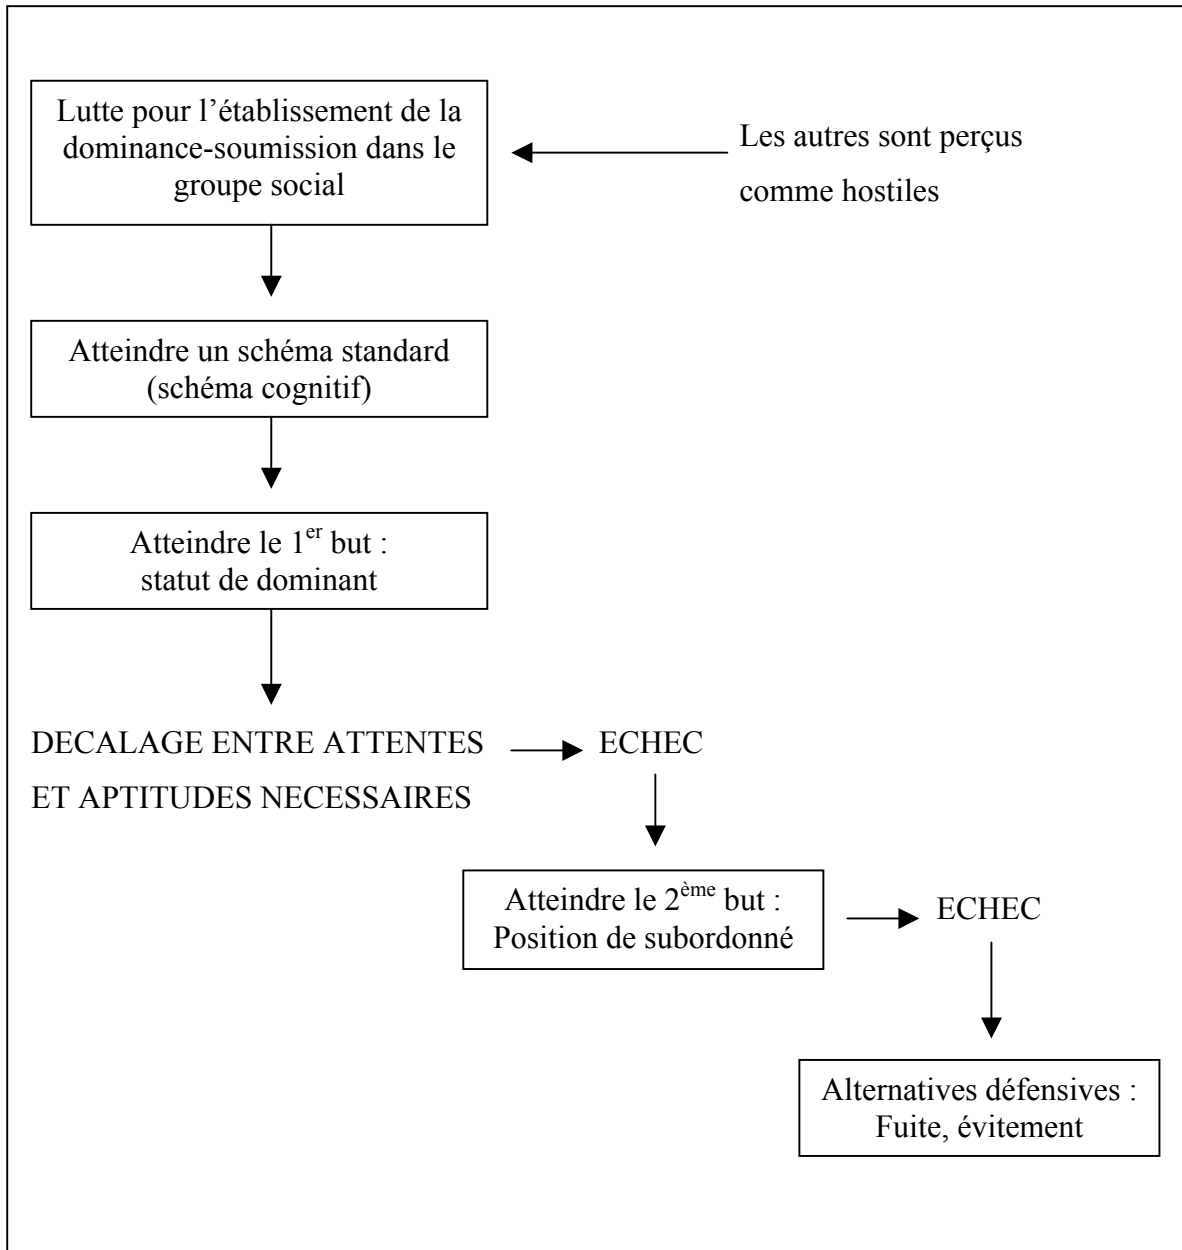 Lutte pour l’établissement de la
dominance-soumission dans le
groupe social
Les autres sont perçus
comme hostiles
Atteindre un schéma standard
(schéma cognitif)
Atteindre le 1er but :
statut de dominant
DECALAGE ENTRE ATTENTES
ET APTITUDES NECESSAIRES
ECHEC
Atteindre le 2ème but :
Position de subordonné
ECHEC
Alternatives défensives :
Fuite, évitement